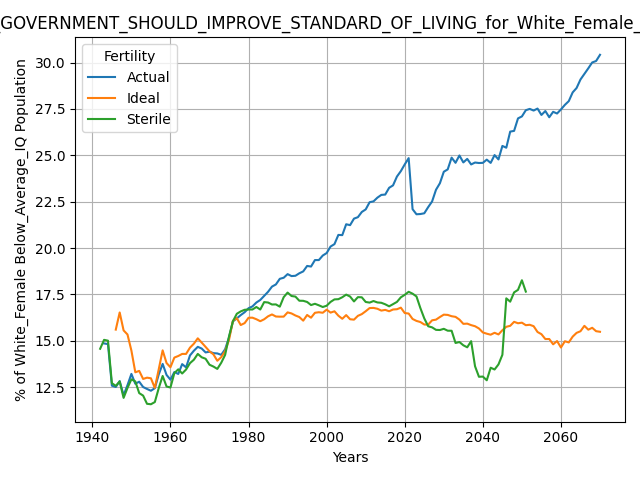 _GOVERNMENT_SHOULD_IMPROVE_STANDARD_OF_LIVING_for_White_Female_
Fertility
Actual
Ideal
Sterile
% of White_Female Below_Average_IQ Population
30.0
27.5
25.0
22.5
20.0
17.5
15.0
12.5
1940
1960
1980
2000
2020
2040
2060
Years